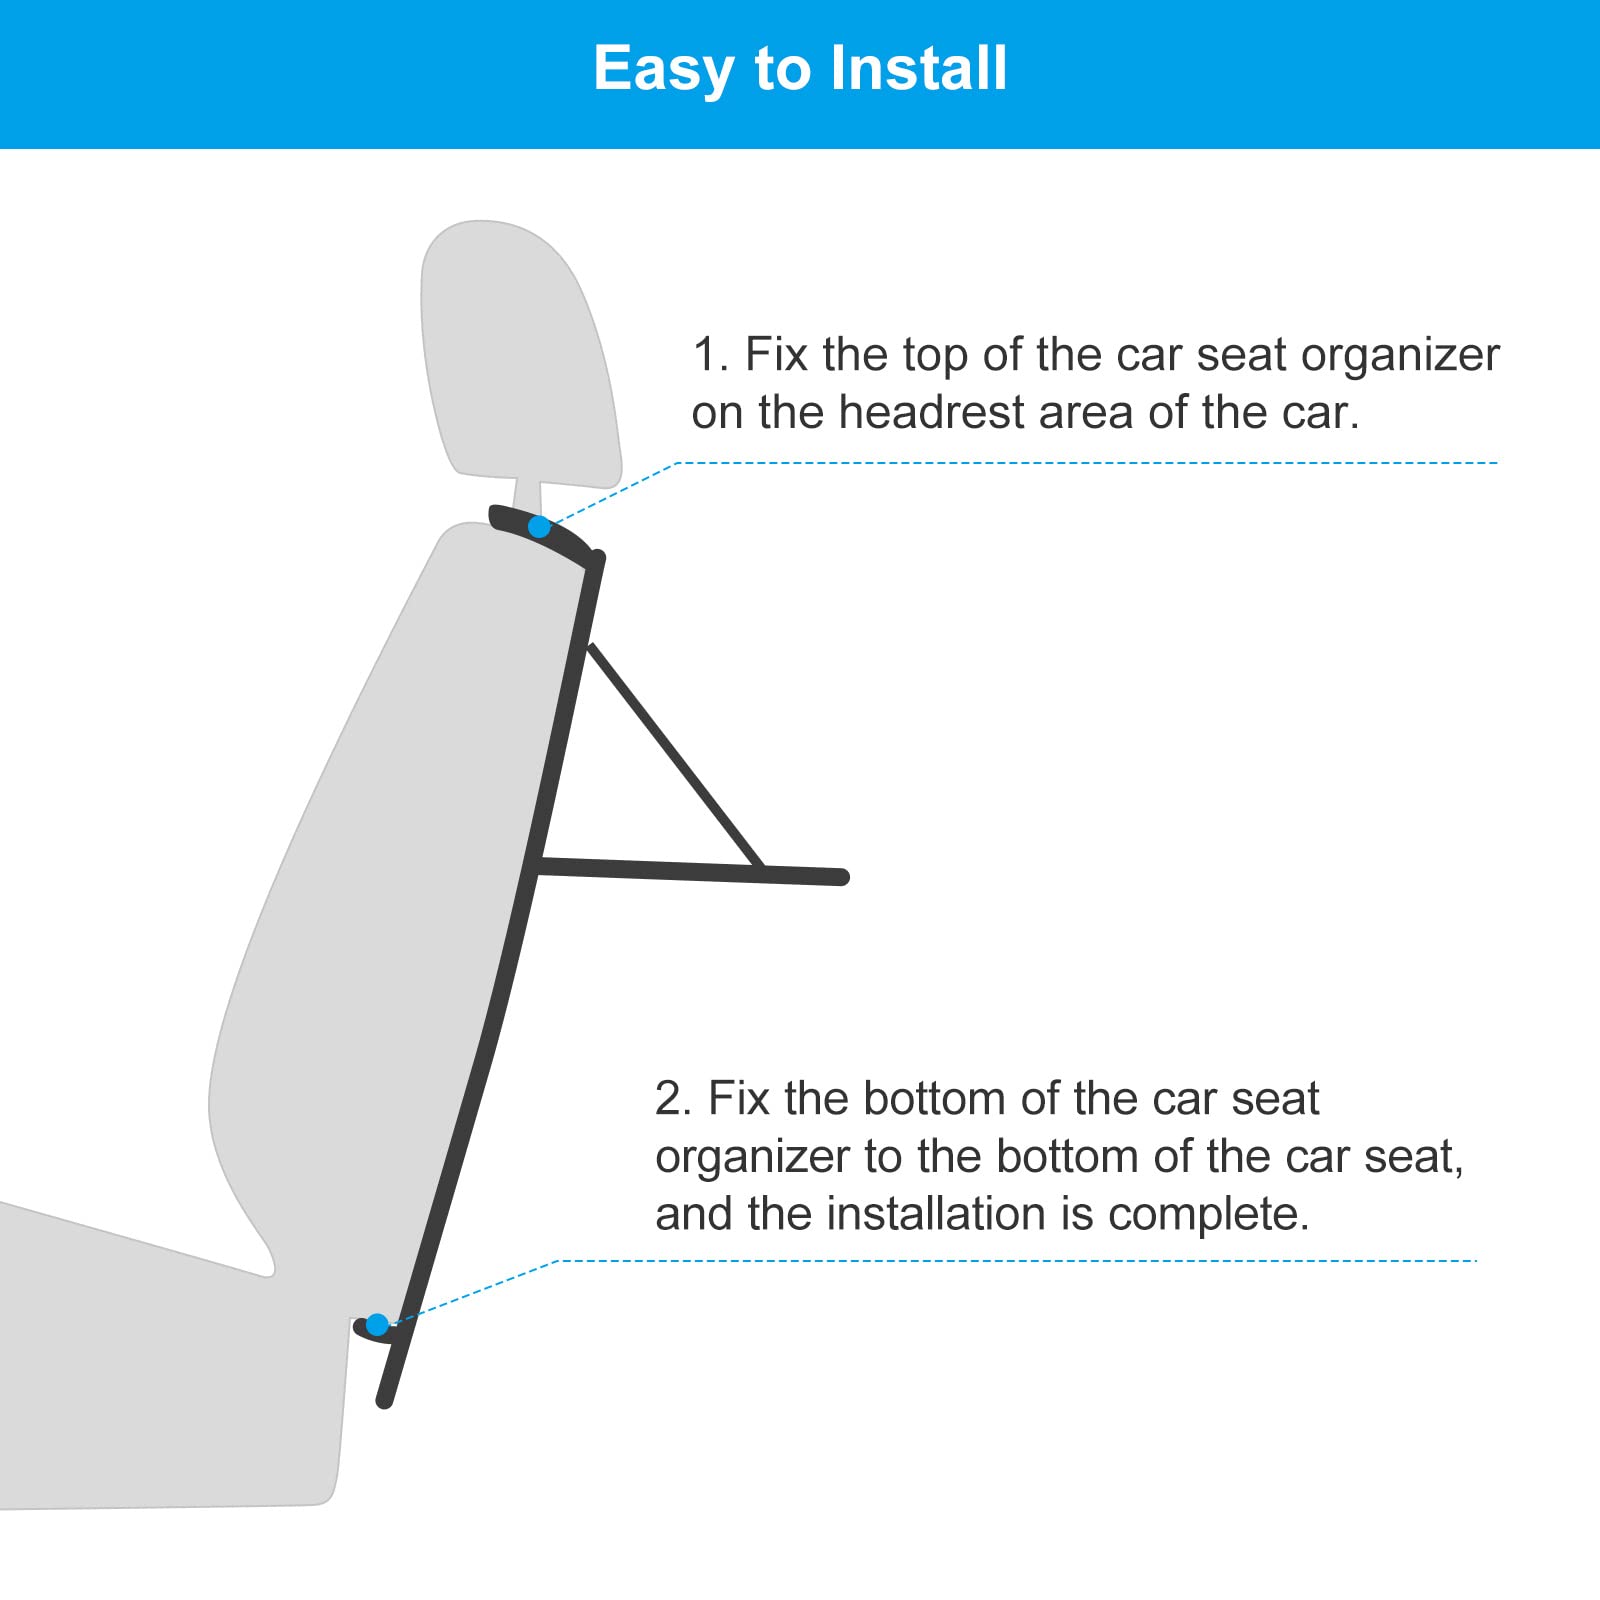 Easy to Install
1. Fix the top of the car seat organizer
on the headrest area of the car.
2. Fix the bottom of the car seat
organizer to the bottom of the car seat,
and the installation is complete.